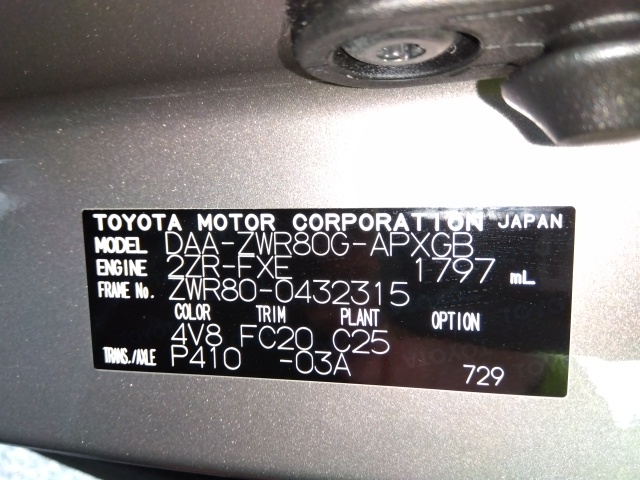 TOYOTA MOTOR CORPORATION JAPAN
MODEL DAA-ZWR80G-APXGB
ENGINE 2ZR-FXE 1797 mL
FRAME No. ZWR80-0432315
COLOR TRIM PLANT OPTION
4V8 FC20 C25
TRANS./AXLE P410 -03A
729